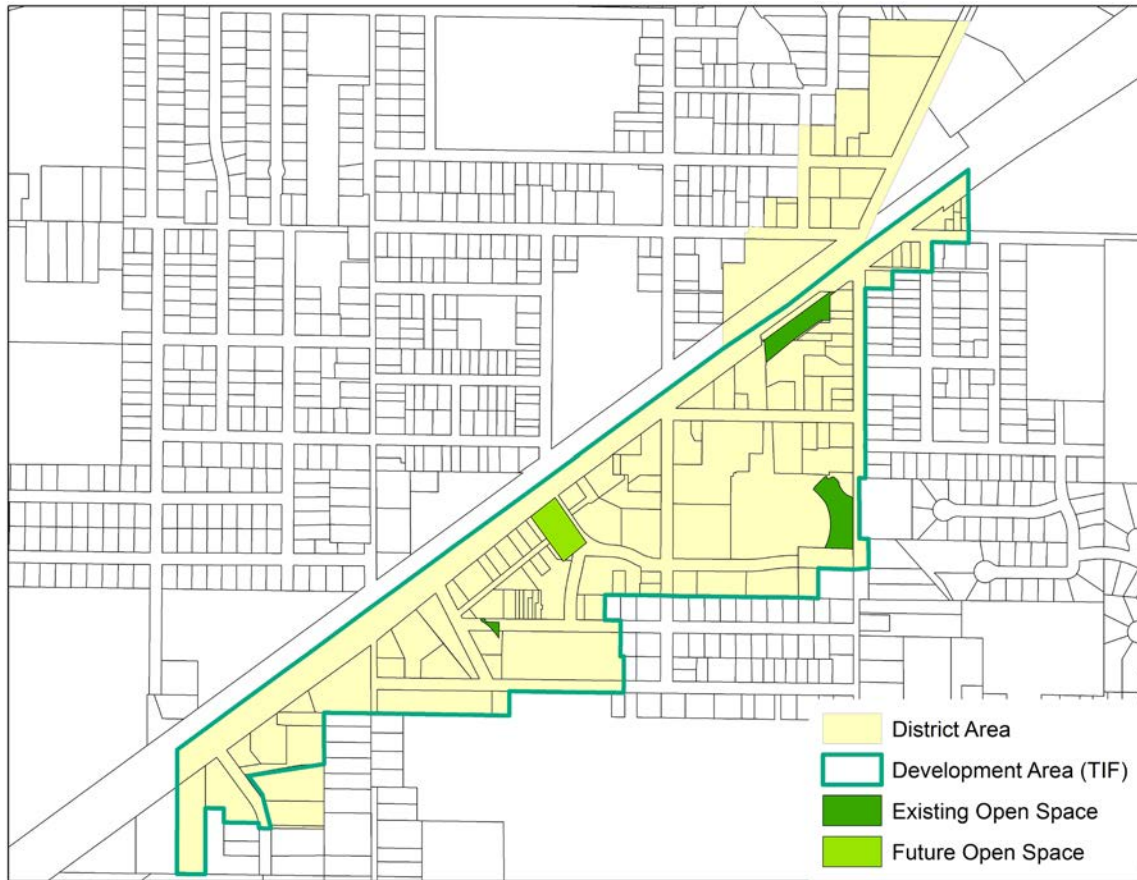 District Area
Development Area (TIF)
Existing Open Space
Future Open Space